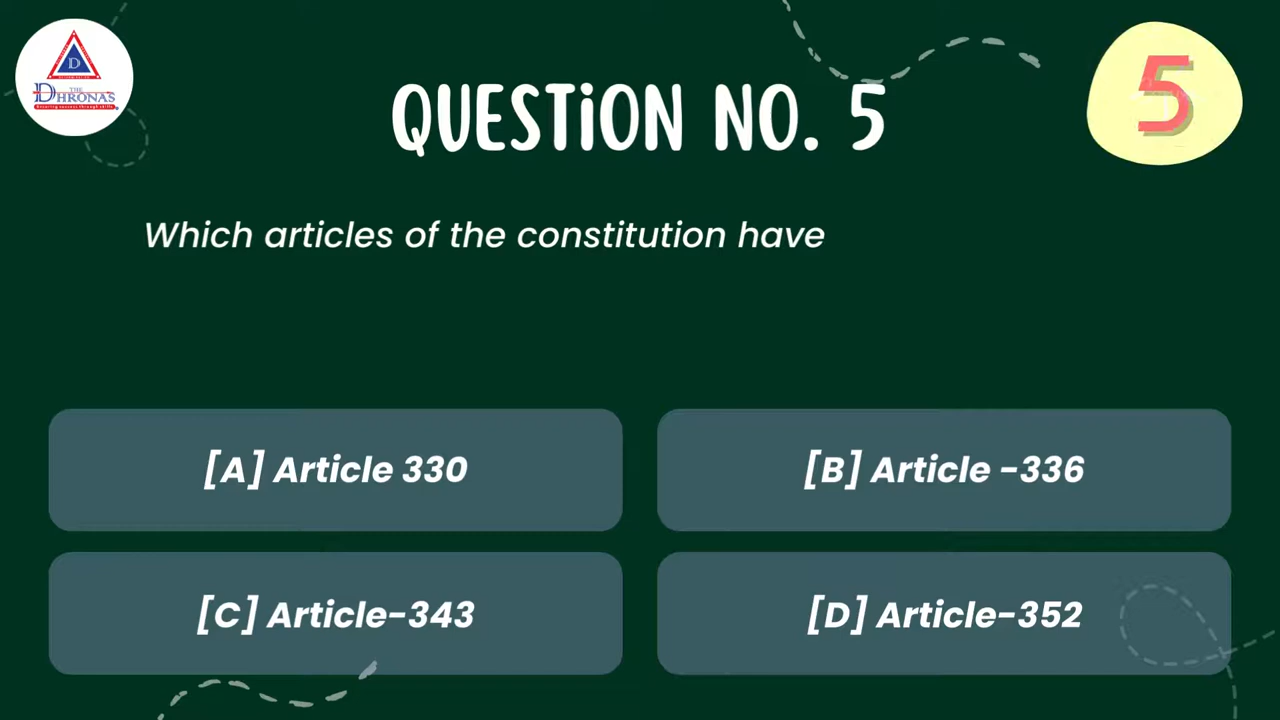 D
THE
DHRONAS
QUESTiON NO. 5
5
Which articles of the constitution have
[A] Article 330
[B] Article -336
[C] Article-343
[D] Article-352